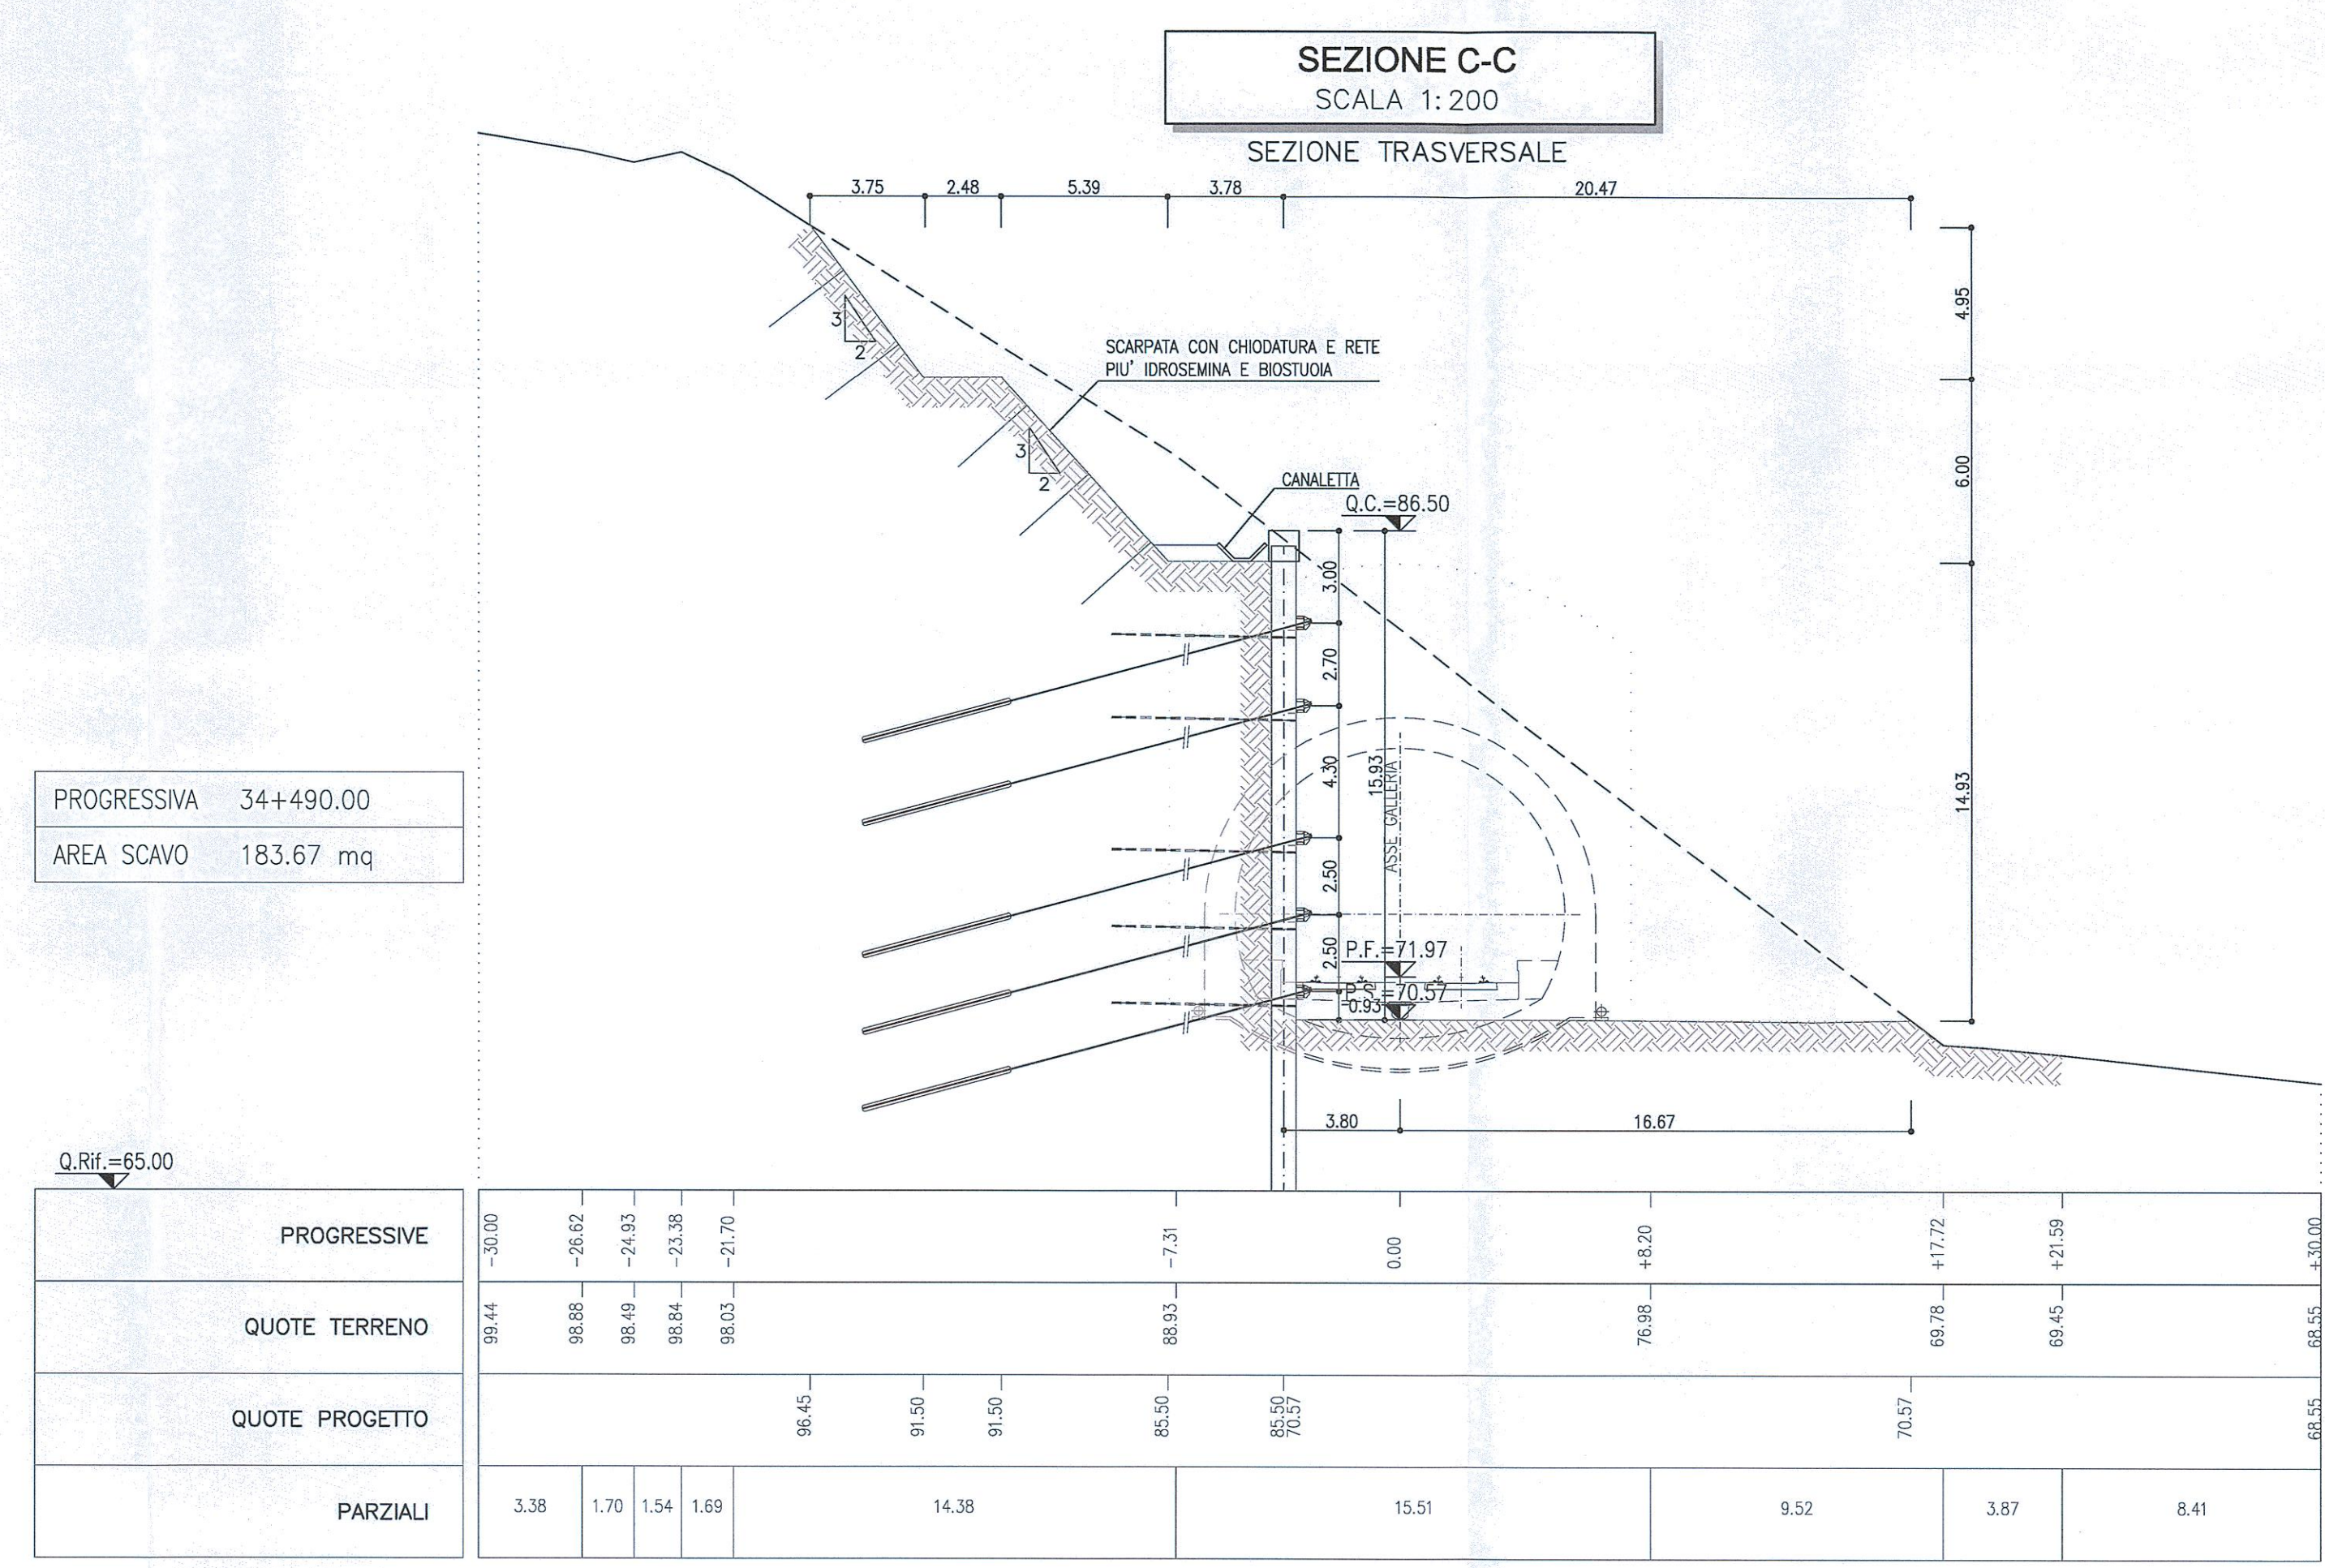 SEZIONE C-C
SCALA 1:200
SEZIONE TRASVERSALE
3.75 2.48 5.39 3.78 20.47
4.95
3
2
SCARPATA CON CHIODATURA E RETE
PIU' IDROSEMINA E BIOSTUOIA
3
2
6.00
CANALETTA
Q.C.=86.50
3.00
2.70
4.30
15.93
ASSE GALLERIA
14.93
2.50
2.50
P.F.=71.97
P.S.=70.57
0.93
3.80 16.67
PROGRESSIVA 34+490.00
AREA SCAVO 183.67 mq
Q.Rif.=65.00
PROGRESSIVE -30.00 -26.62 -24.93 -23.38 -21.70 -7.31 0.00 +8.20 +17.72 +21.59 +30.00
QUOTE TERRENO 99.44 98.88 98.49 98.84 98.03 88.93 76.98 69.78 69.45 68.55
QUOTE PROGETTO 96.45 91.50 91.50 85.50 85.50 70.57 70.57 68.55
PARZIALI 3.38 1.70 1.54 1.69 14.38 15.51 9.52 3.87 8.41